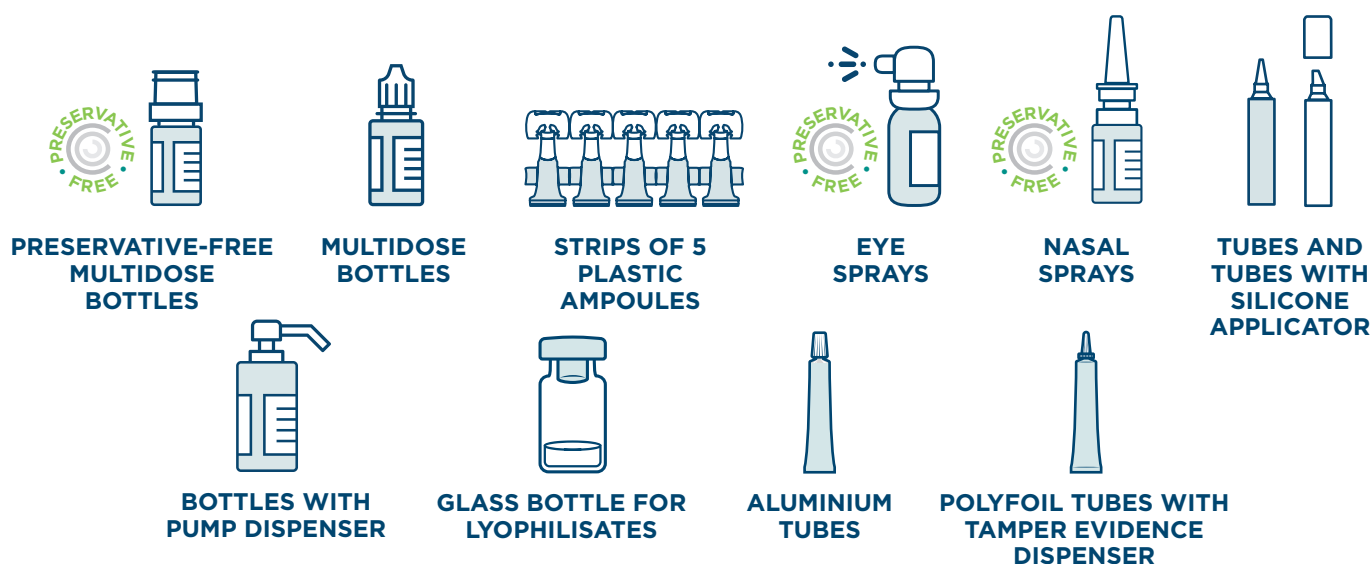 PRESERVATIVE
FREE
PRESERVATIVE
FREE
PRESERVATIVE
FREE
PRESERVATIVE-FREE
MULTIDOSE
BOTTLES
MULTIDOSE
BOTTLES
STRIPS OF 5
PLASTIC
AMPOULES
EYE
SPRAYS
NASAL
SPRAYS
TUBES AND
TUBES WITH
SILICONE
APPLICATOR
BOTTLES WITH
PUMP DISPENSER
GLASS BOTTLE FOR
LYOPHILISATES
ALUMINIUM
TUBES
POLYFOIL TUBES WITH
TAMPER EVIDENCE
DISPENSER